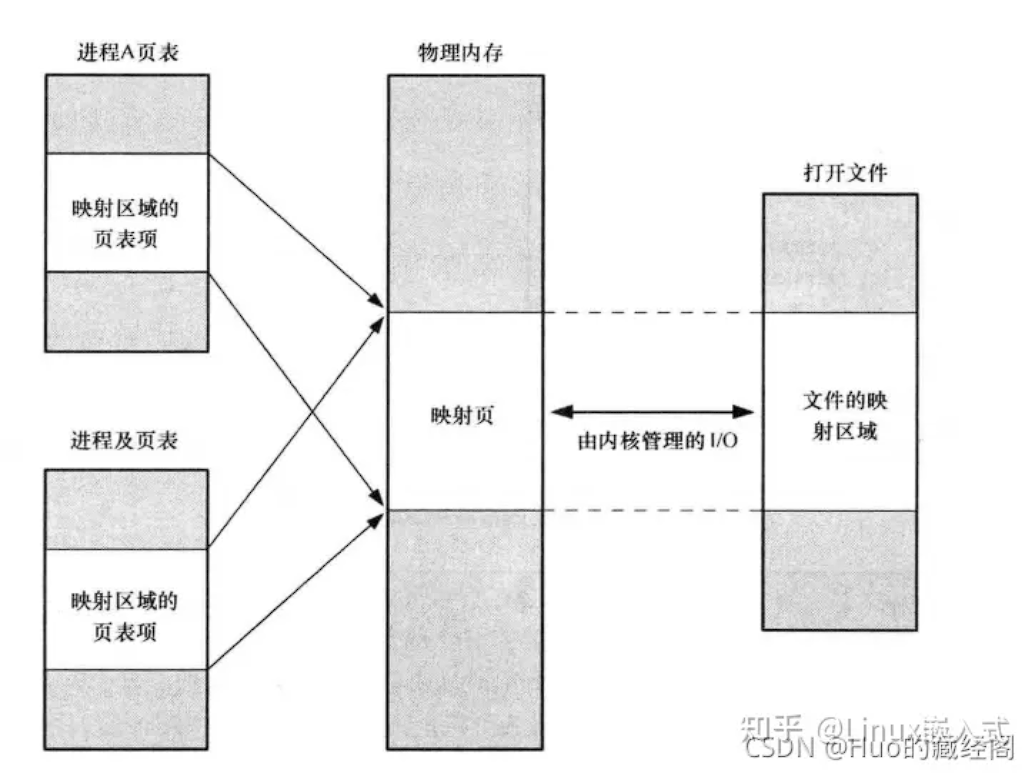 进程A页表
物理内存
打开文件
映射区域的
页表项
映射页
由内核管理的I/O
文件的映
射区域
进程及页表
映射区域的
页表项
知乎 @Linux嵌入式
CSDN @Huo的藏经阁